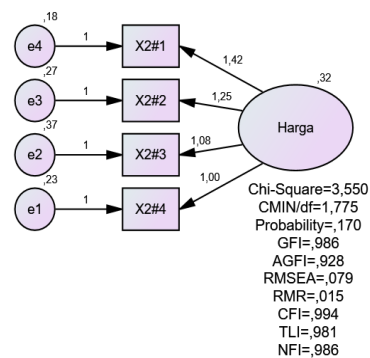 ,18
e4
1
X2#1
1,42
,27
e3
1
X2#2
1,25
,32
Harga
,37
e2
1
X2#3
1,08
,23
e1
1
X2#4
1,00
Chi-Square=3,550
CMIN/df=1,775
Probability=,170
GFI=,986
AGFI=,928
RMSEA=,079
RMR=,015
CFI=,994
TLI=,981
NFI=,986